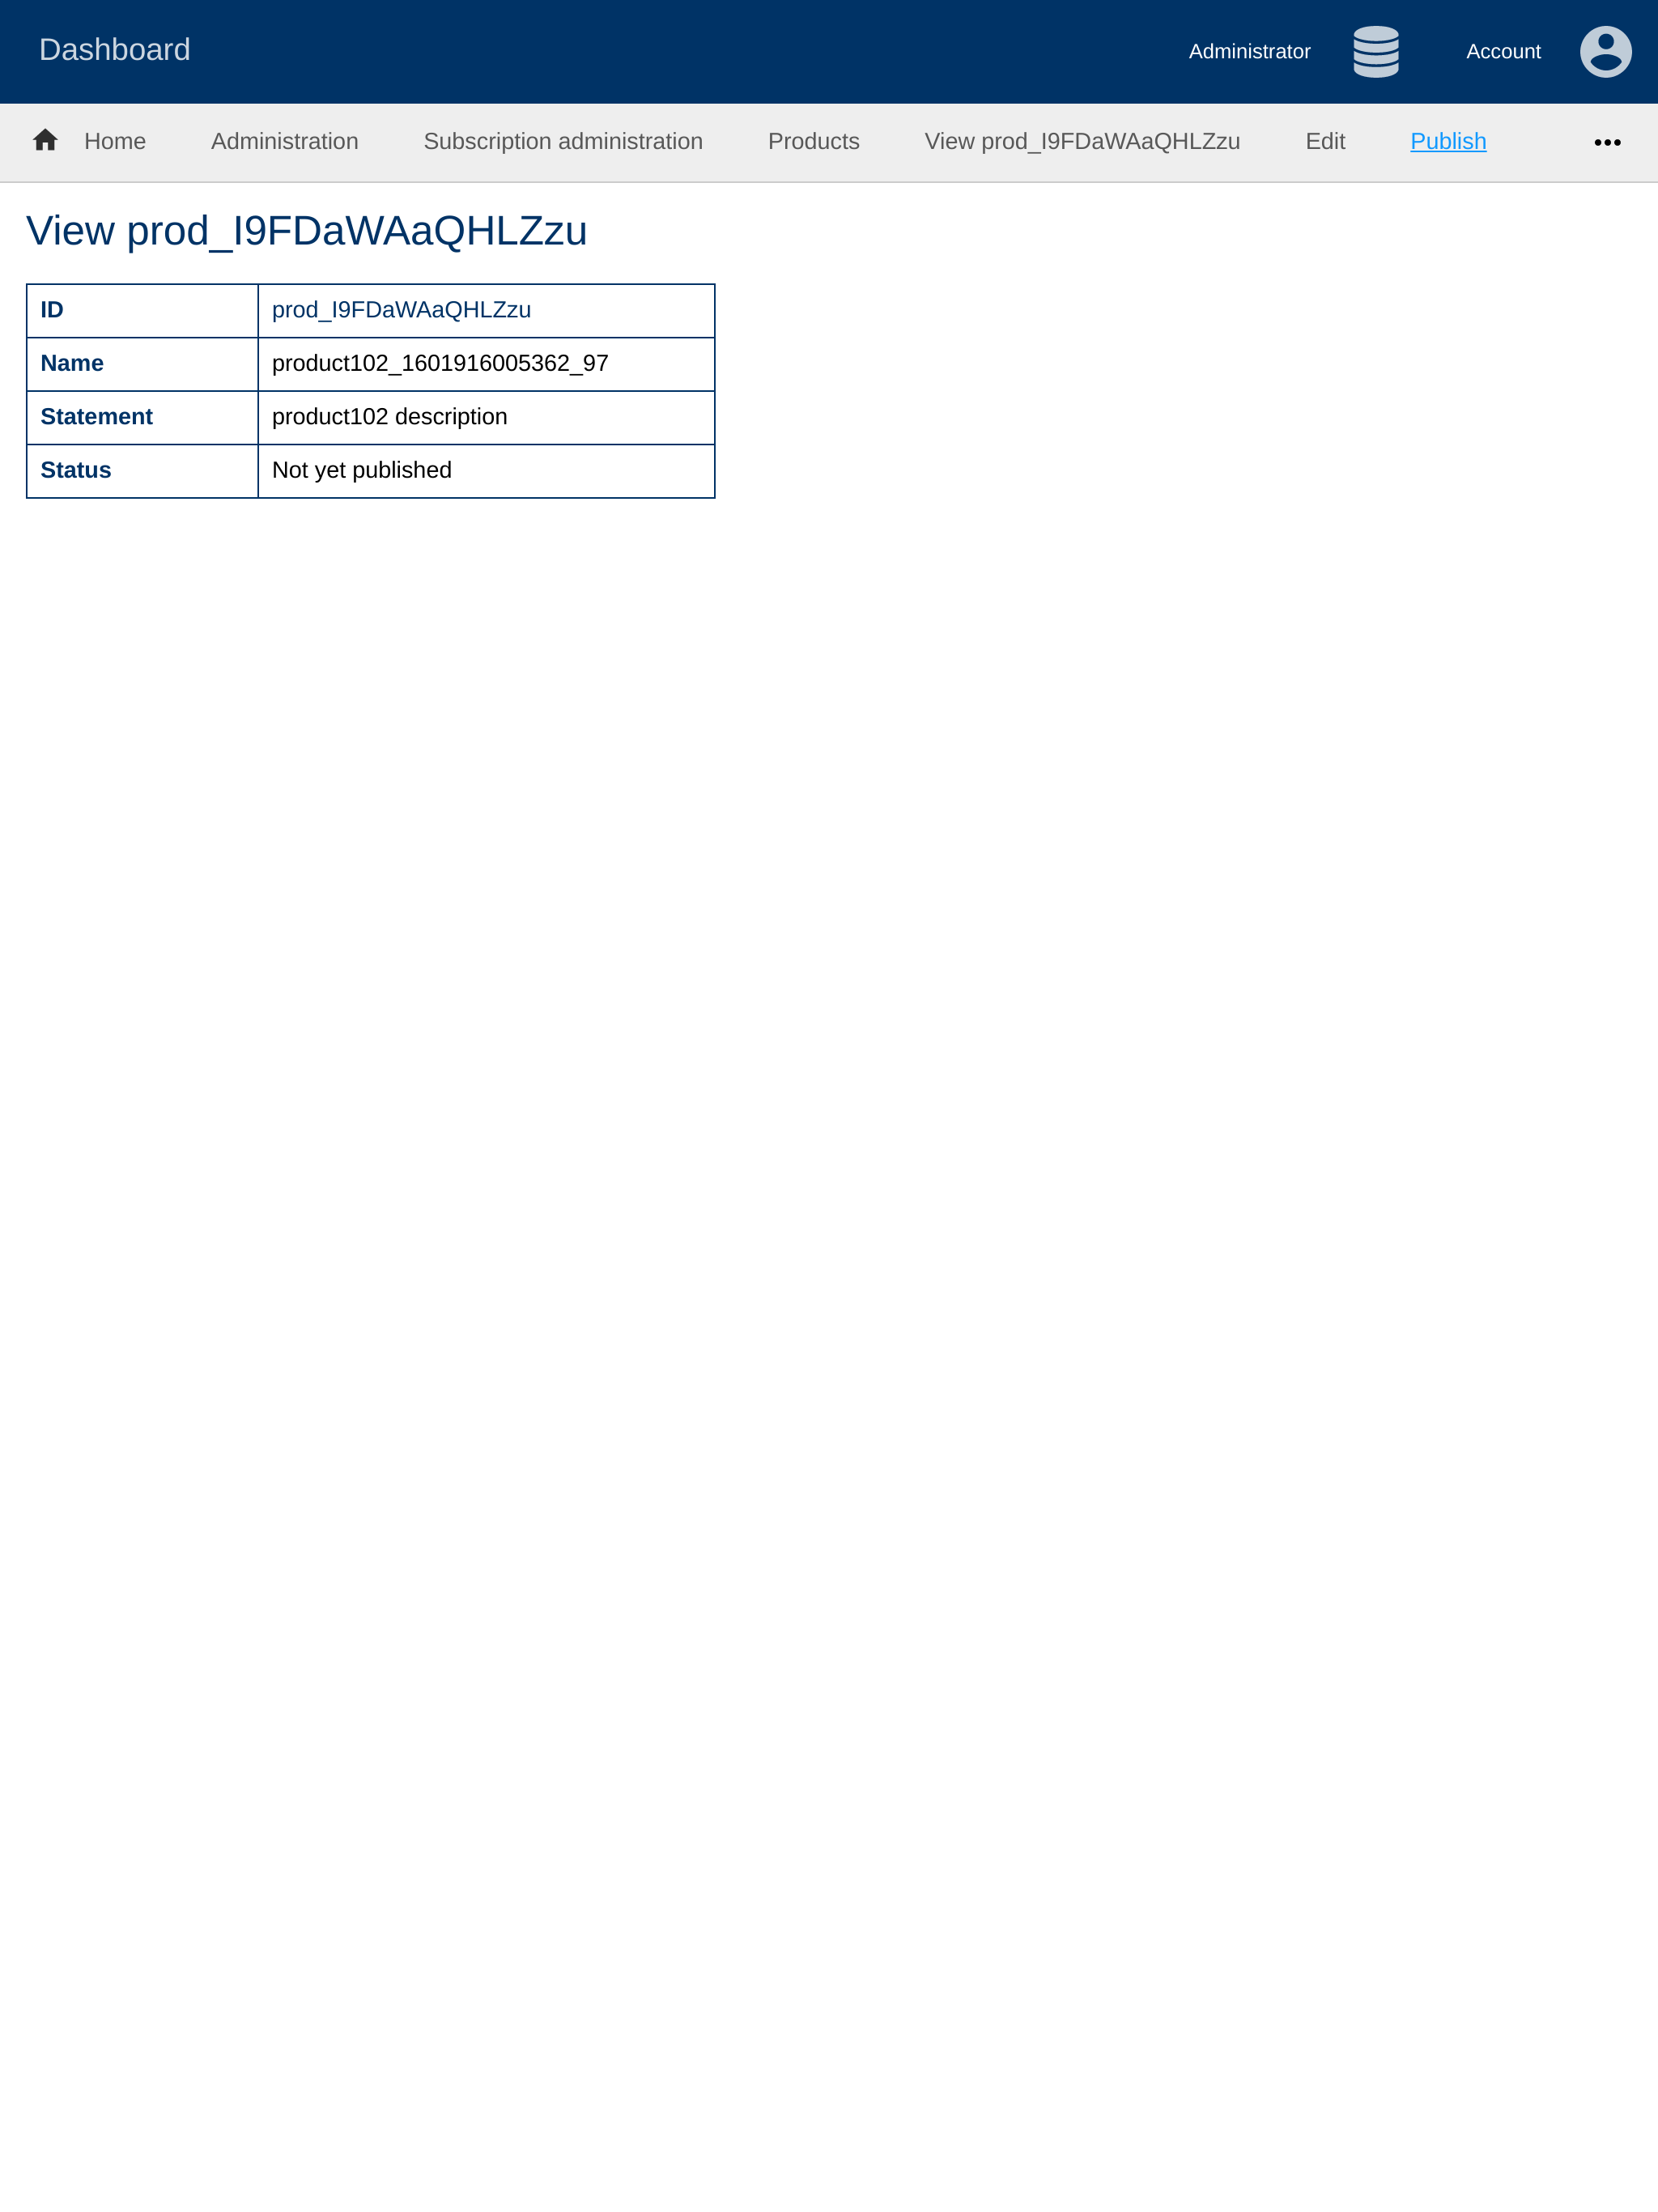 Dashboard Administrator Account
Home Administration Subscription administration Products View prod_I9FDaWAaQHLZzu Edit Publish •••
View prod_I9FDaWAaQHLZzu
ID prod_I9FDaWAaQHLZzu
Name product102_1601916005362_97
Statement product102 description
Status Not yet published